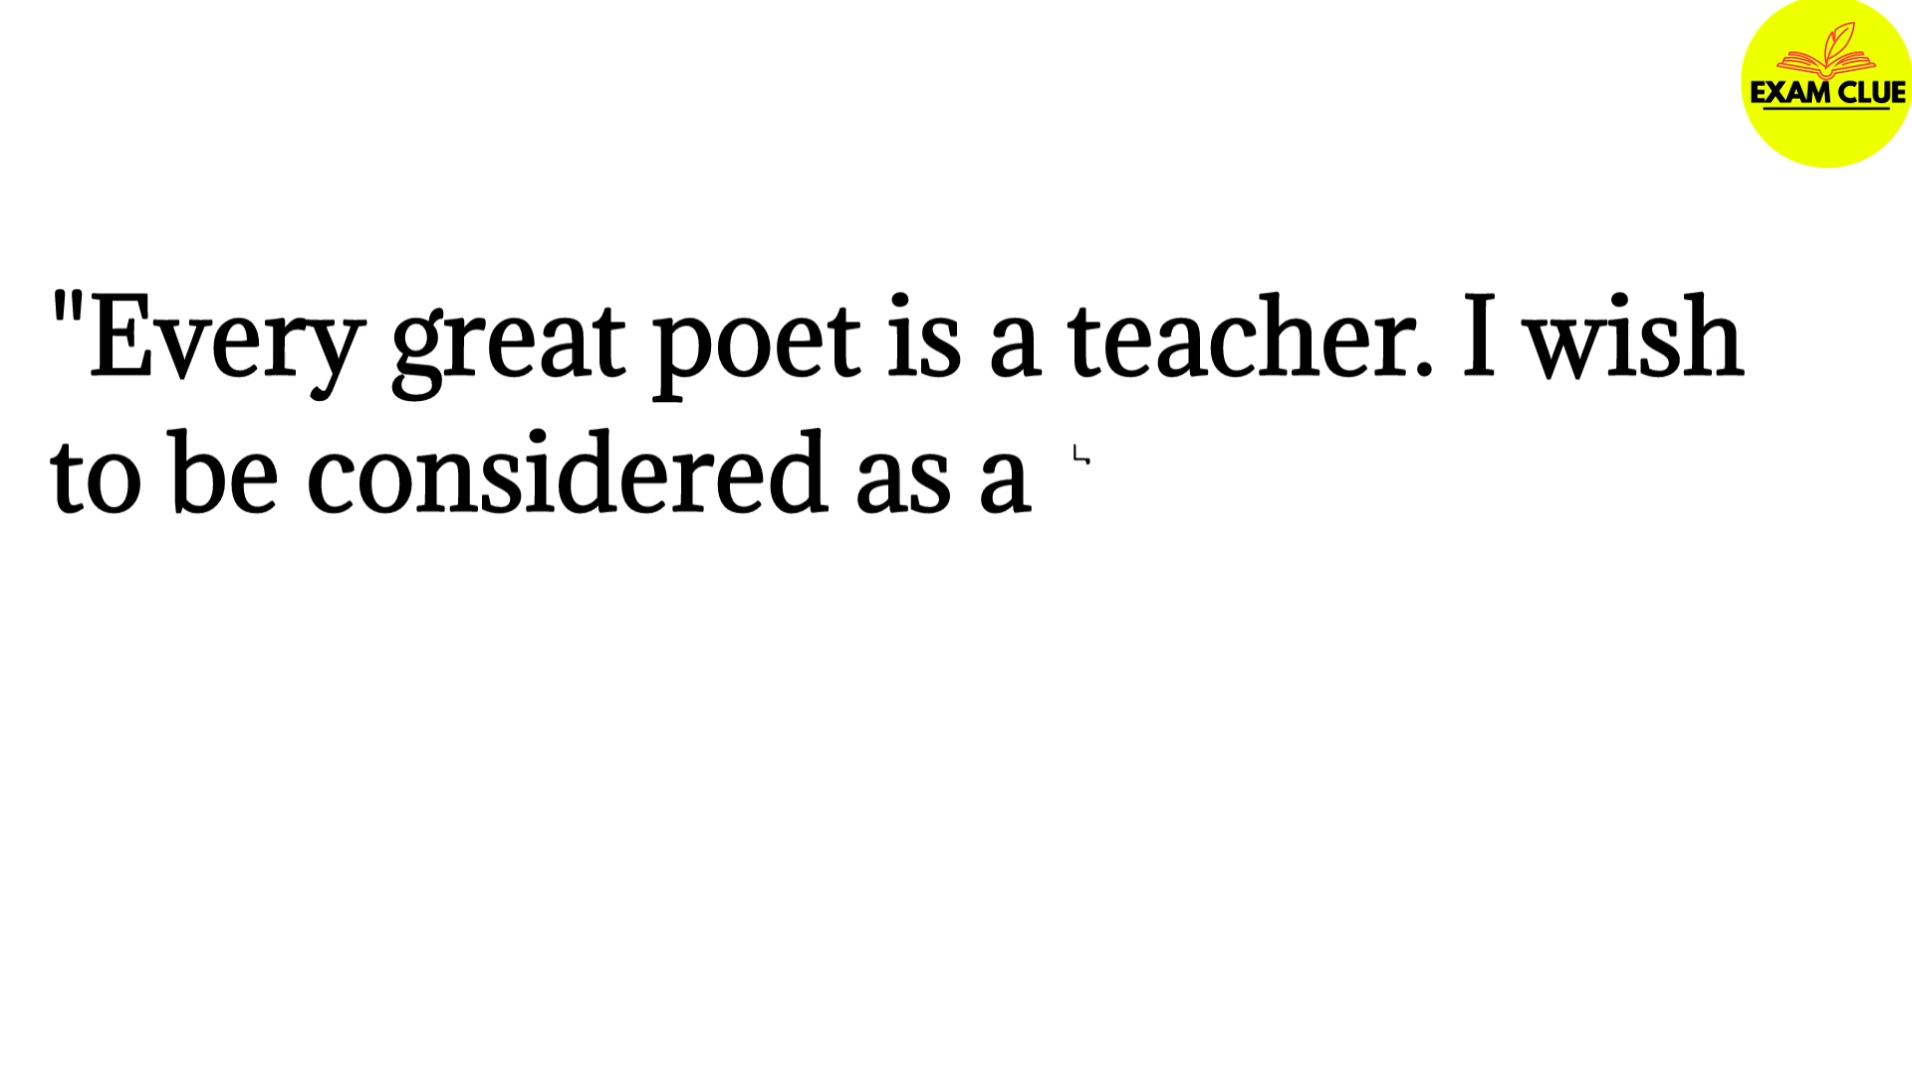 EXAM CLUE
"Every great poet is a teacher. I wish
to be considered as a